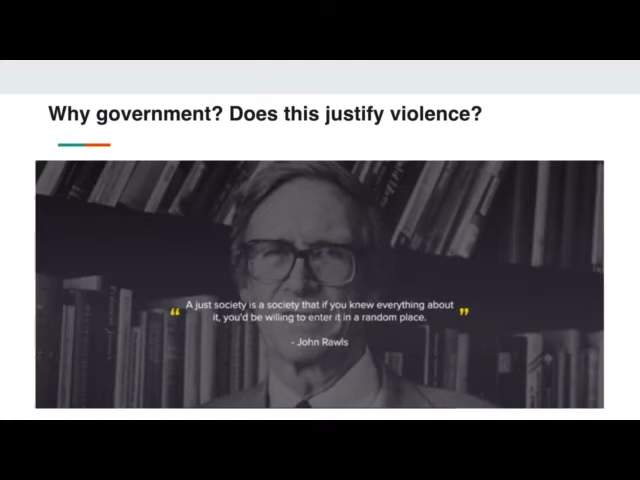 Why government? Does this justify violence?
“ A just society is a society that if you knew everything about
it, you'd be willing to enter it in a random place. ”
- John Rawls